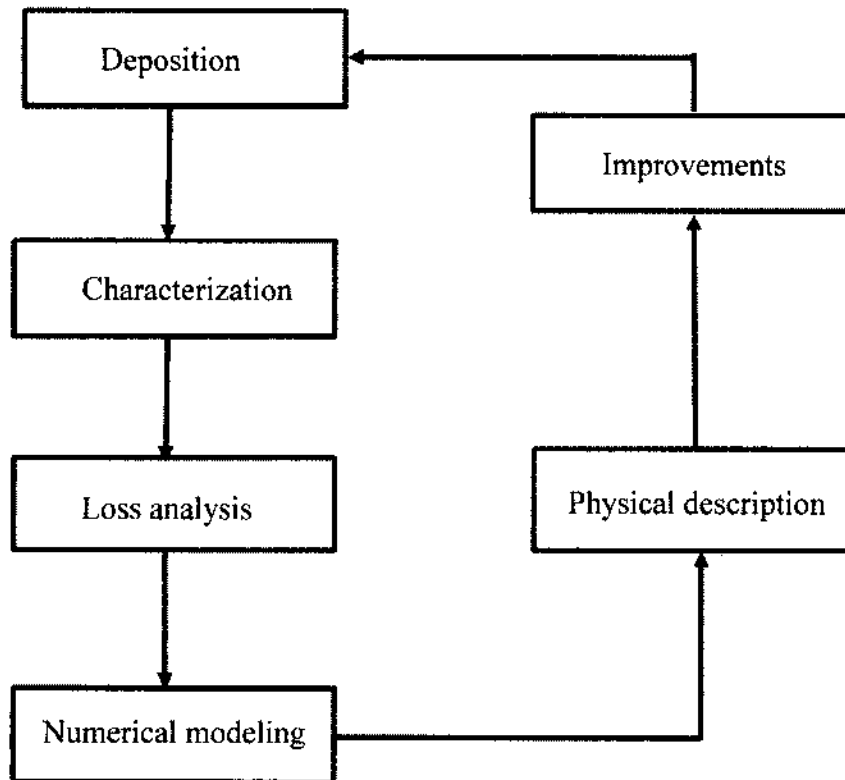 Deposition
Improvements
Characterization
Loss analysis
Physical description
Numerical modeling